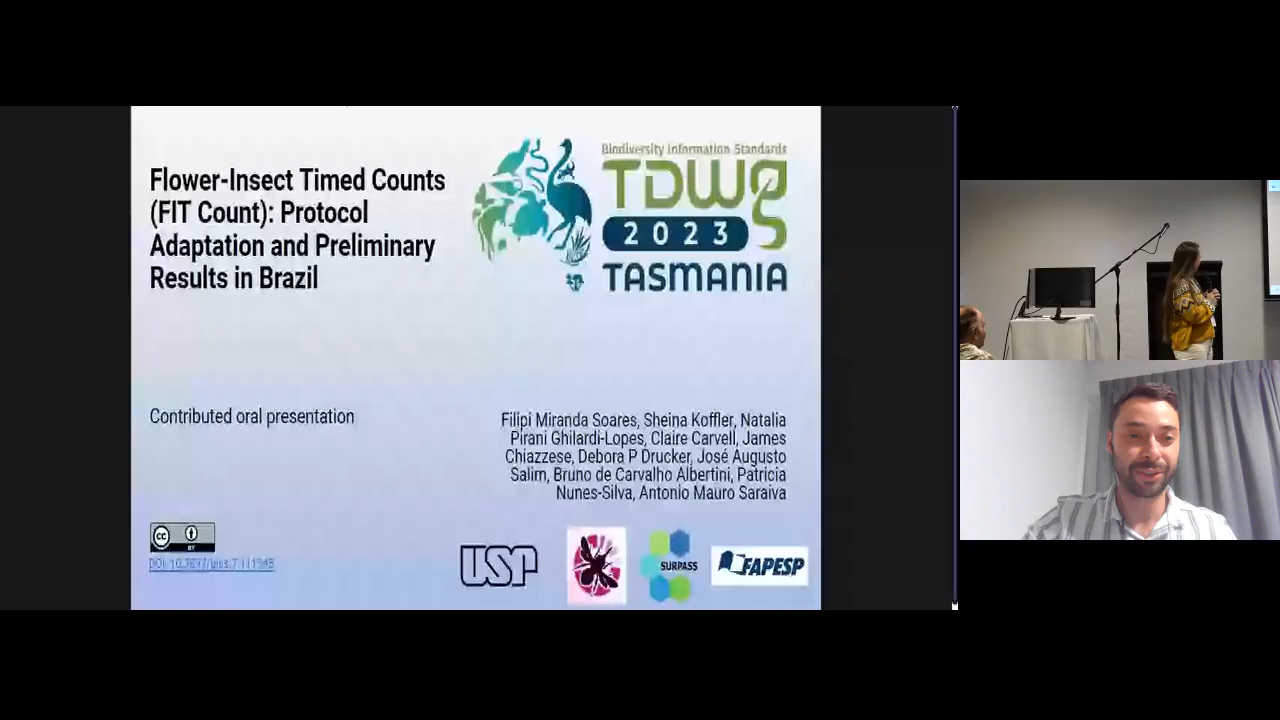 Flower-Insect Timed Counts
(FIT Count): Protocol
Adaptation and Preliminary
Results in Brazil
Biodiversity Information Standards
TDWG
2023
TASMANIA
Contributed oral presentation
Filipi Miranda Soares, Sheina Koffler, Natalia
Pirani Ghilardi-Lopes, Claire Carvell, James
Chiazzese, Debora P Drucker, José Augusto
Salim, Bruno de Carvalho Albertini, Patricia
Nunes-Silva, Antonio Mauro Saraiva
cc
BY
USP
SURPASS
FAPESP